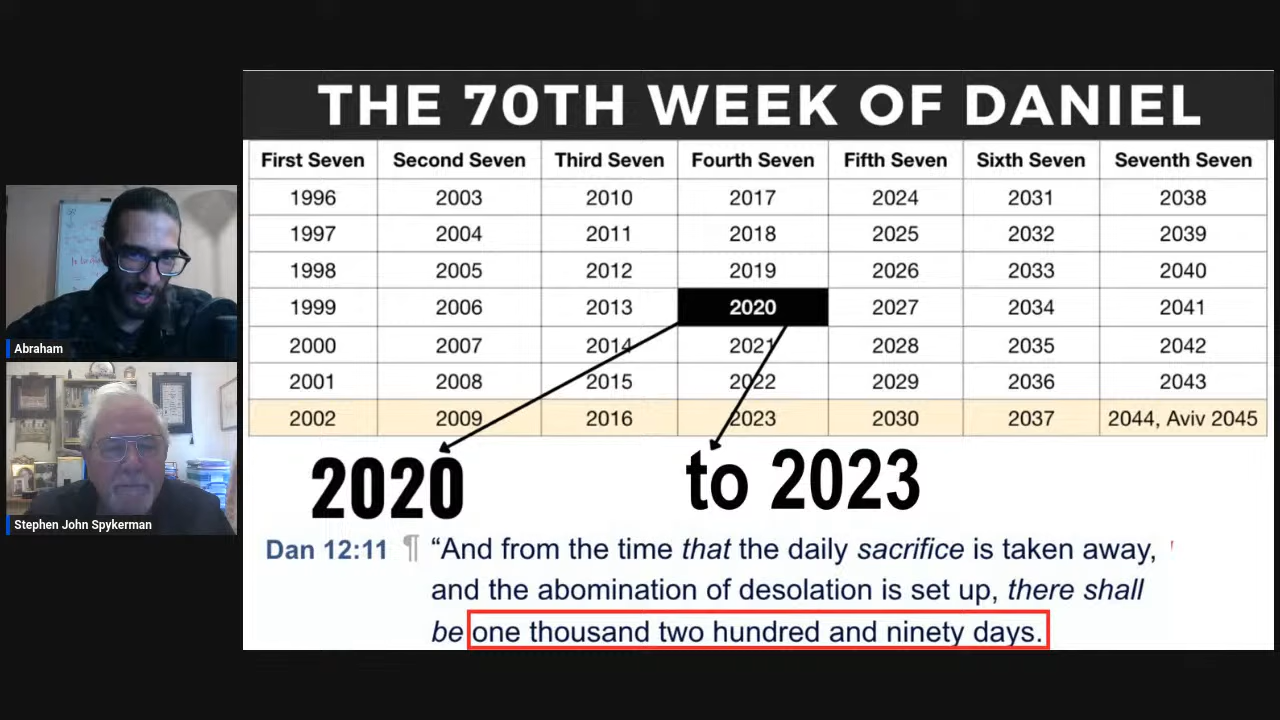 THE 70TH WEEK OF DANIEL
First Seven Second Seven Third Seven Fourth Seven Fifth Seven Sixth Seven Seventh Seven
1996 2003 2010 2017 2024 2031 2038
1997 2004 2011 2018 2025 2032 2039
1998 2005 2012 2019 2026 2033 2040
1999 2006 2013 2020 2027 2034 2041
2000 2007 2014 2021 2028 2035 2042
2001 2008 2015 2022 2029 2036 2043
2002 2009 2016 2023 2030 2037 2044, Aviv 2045
2020 to 2023
Dan 12:11 ¶ “And from the time that the daily sacrifice is taken away,
and the abomination of desolation is set up, there shall
be one thousand two hundred and ninety days.
Abraham
Stephen John Spykerman